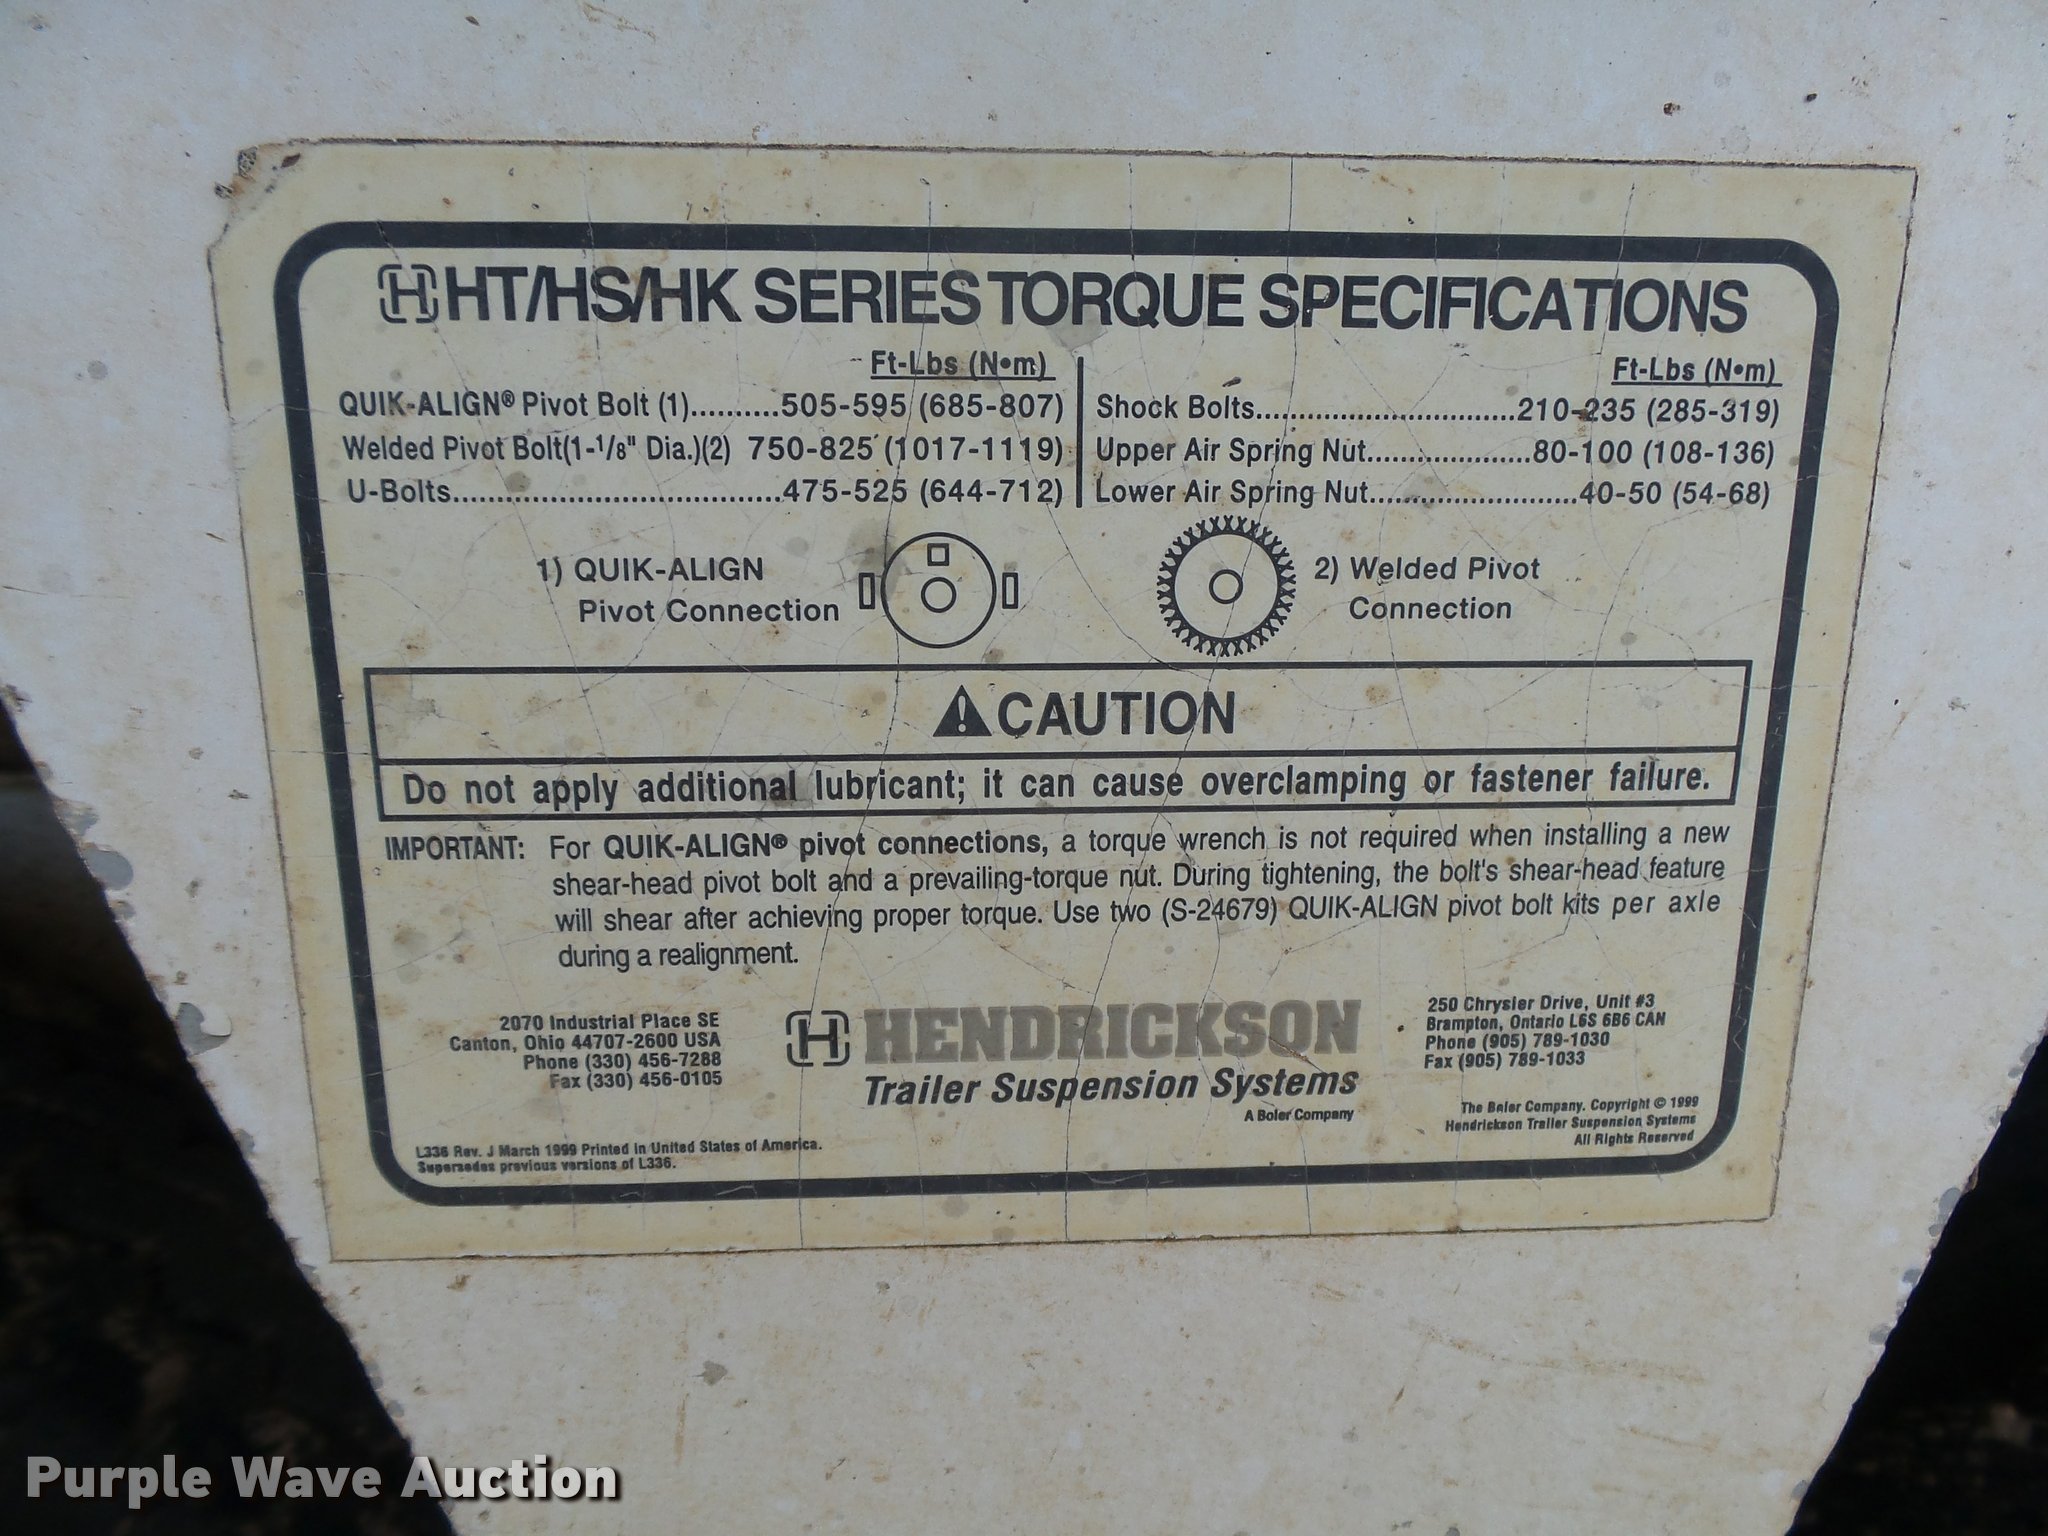 HT/HS/HK SERIES TORQUE SPECIFICATIONS
Ft-Lbs (N•m)
QUIK-ALIGN® Pivot Bolt (1)..........505-595 (685-807)
Welded Pivot Bolt(1-1/8" Dia.)(2) 750-825 (1017-1119)
U-Bolts......................................475-525 (644-712)
Ft-Lbs (N•m)
Shock Bolts...............................210-235 (285-319)
Upper Air Spring Nut....................80-100 (108-136)
Lower Air Spring Nut.........................40-50 (54-68)
1) QUIK-ALIGN
Pivot Connection
2) Welded Pivot
Connection
CAUTION
Do not apply additional lubricant; it can cause overclamping or fastener failure.
IMPORTANT: For QUIK-ALIGN® pivot connections, a torque wrench is not required when installing a new
shear-head pivot bolt and a prevailing-torque nut. During tightening, the bolt's shear-head feature
will shear after achieving proper torque. Use two (S-24679) QUIK-ALIGN pivot bolt kits per axle
during a realignment.
2070 Industrial Place SE
Canton, Ohio 44707-2600 USA
Phone (330) 456-7288
Fax (330) 456-0105
H HENDRICKSON
Trailer Suspension Systems
A Boler Company
250 Chrysler Drive, Unit #3
Brampton, Ontario L6S 6B6 CAN
Phone (905) 789-1030
Fax (905) 789-1033
The Boler Company. Copyright © 1999
Hendrickson Trailer Suspension Systems
All Rights Reserved
L336 Rev. J March 1999 Printed in United States of America.
Supersedes previous versions of L336.
Purple Wave Auction